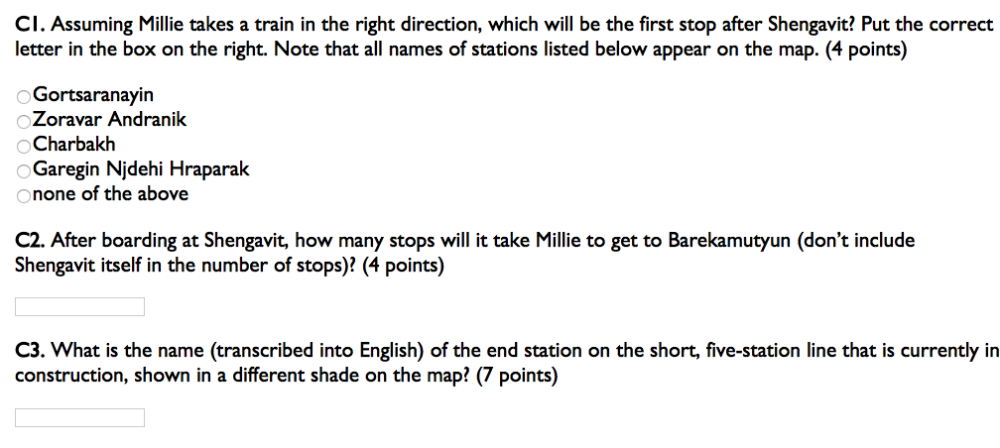 C1. Assuming Millie takes a train in the right direction, which will be the first stop after Shengavit? Put the correct
letter in the box on the right. Note that all names of stations listed below appear on the map. (4 points)
Gortsaranayin
Zoravar Andranik
Charbakh
Garegin Njdehi Hraparak
none of the above
C2. After boarding at Shengavit, how many stops will it take Millie to get to Barekamutyun (don't include
Shengavit itself in the number of stops)? (4 points)
C3. What is the name (transcribed into English) of the end station on the short, five-station line that is currently in
construction, shown in a different shade on the map? (7 points)